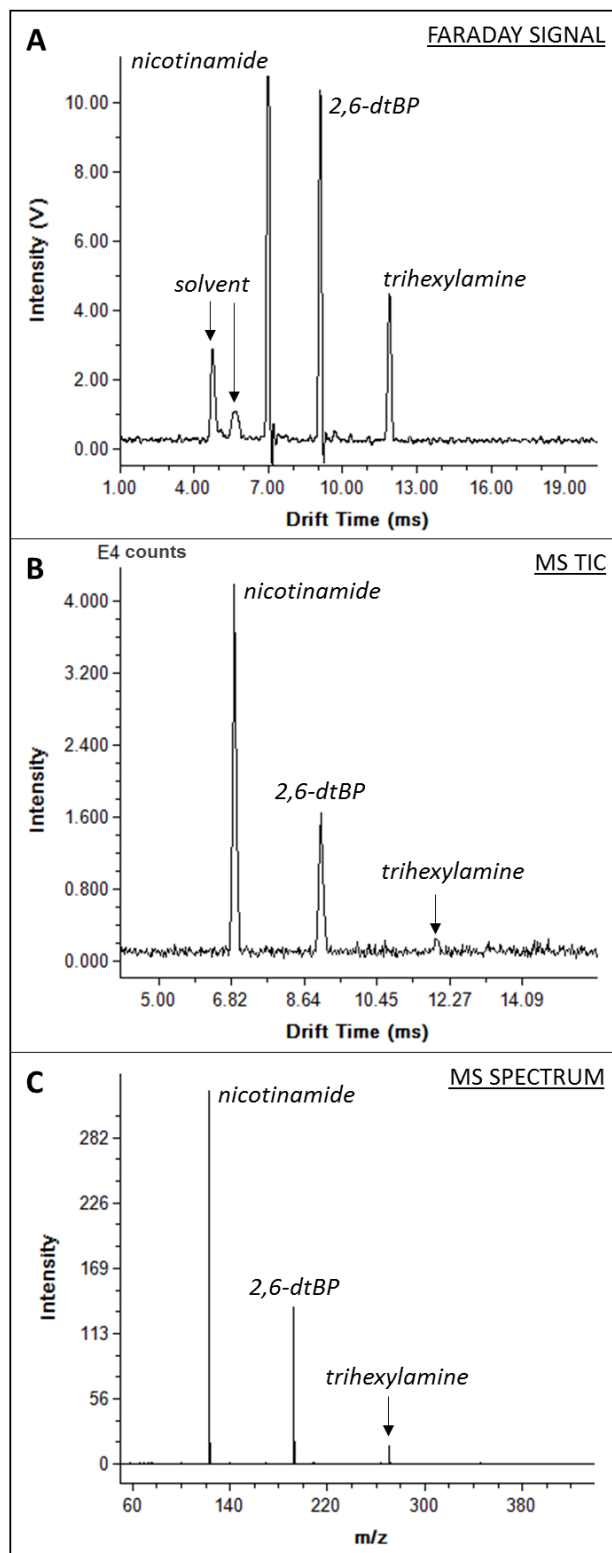 A
FARADAY SIGNAL
nicotinamide
2,6-dtBP
solvent
trihexylamine
10.00
8.00
6.00
4.00
2.00
0.00
Intensity (V)
1.00 4.00 7.00 10.00 13.00 16.00 19.00
Drift Time (ms)
B
E4 counts
MS TIC
nicotinamide
2,6-dtBP
trihexylamine
4.000
3.200
2.400
1.600
0.800
0.000
Intensity
5.00 6.82 8.64 10.45 12.27 14.09
Drift Time (ms)
C
MS SPECTRUM
nicotinamide
2,6-dtBP
trihexylamine
282
226
169
113
56
0
Intensity
60 140 220 300 380
m/z